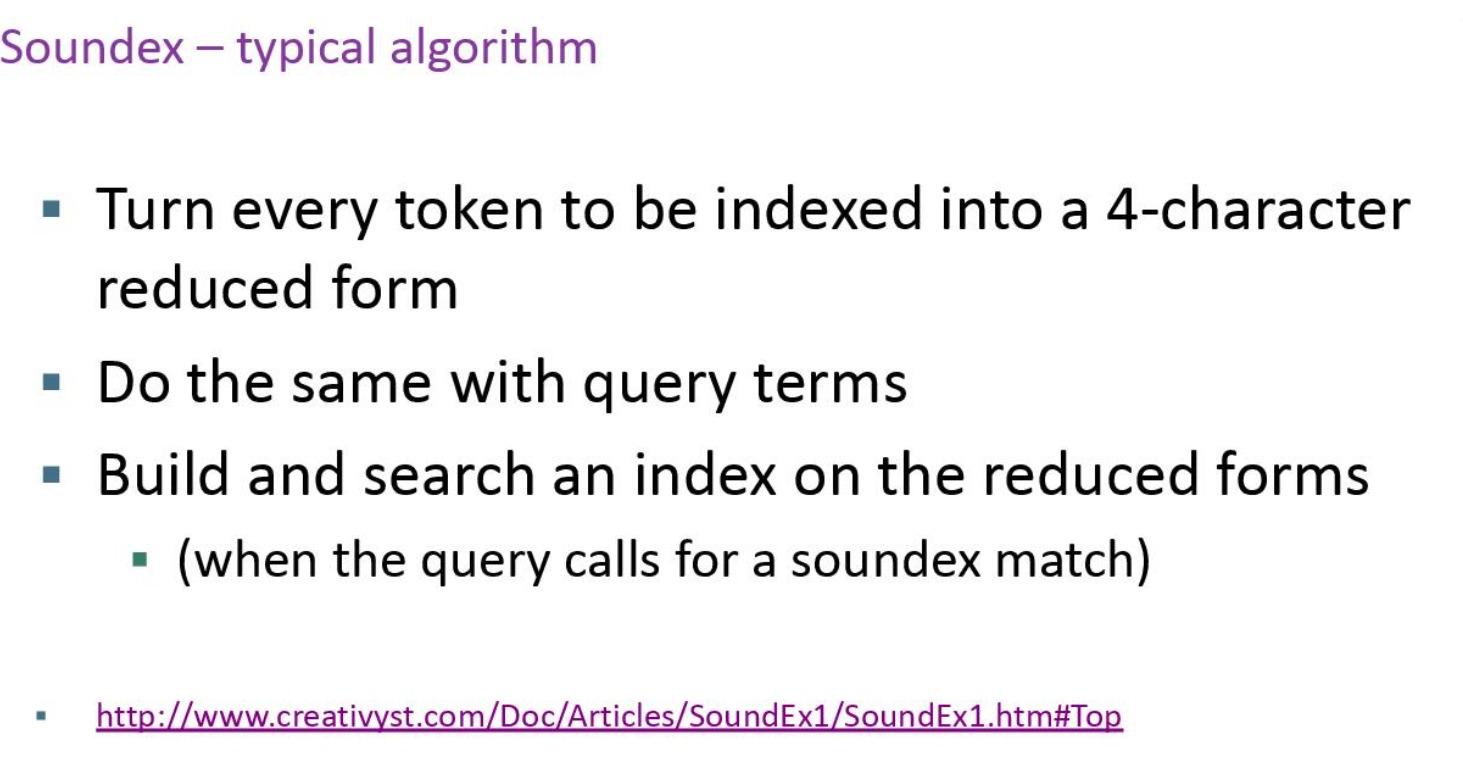 Soundex – typical algorithm
▪ Turn every token to be indexed into a 4-character
reduced form
▪ Do the same with query terms
▪ Build and search an index on the reduced forms
▪ (when the query calls for a soundex match)
▪ http://www.creativyst.com/Doc/Articles/SoundEx1/SoundEx1.htm#Top